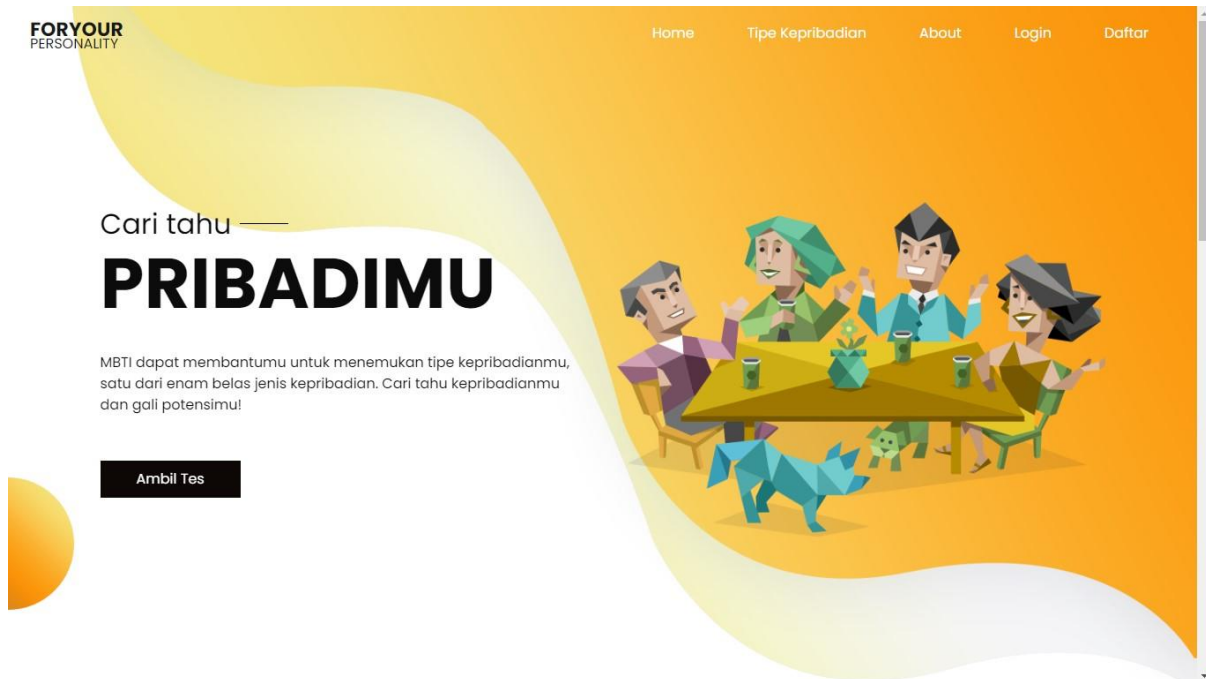 FORYOUR
PERSONALITY
Home Tipe Kepribadian About Login Daftar
Cari tahu
PRIBADIMU
MBTI dapat membantumu untuk menemukan tipe kepribadianmu,
satu dari enam belas jenis kepribadian. Cari tahu kepribadianmu
dan gali potensimu!
Ambil Tes